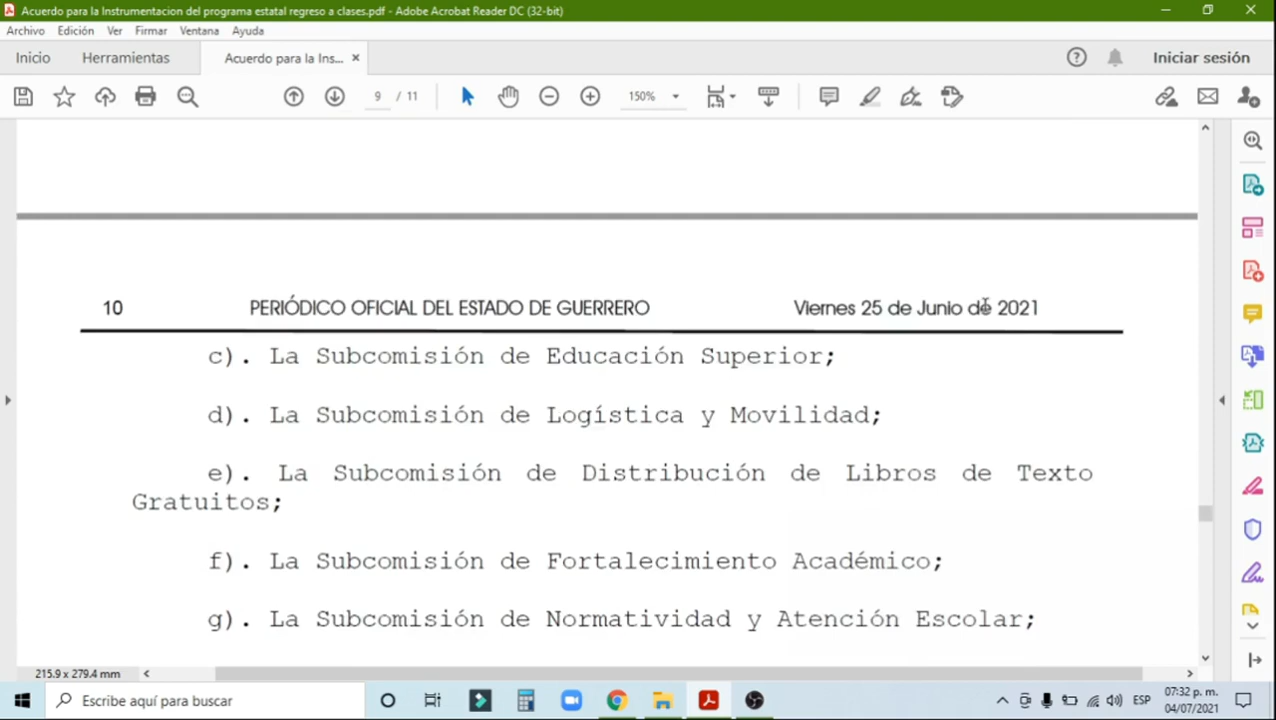 Acuerdo para la Instrumentacion del programa estatal regreso a clases.pdf - Adobe Acrobat Reader DC (32-bit)
Archivo Edición Ver Firmar Ventana Ayuda
Inicio Herramientas Acuerdo para la Ins... × Iniciar sesión
9 / 11 150%
10 PERIÓDICO OFICIAL DEL ESTADO DE GUERRERO Viernes 25 de Junio de 2021
c). La Subcomisión de Educación Superior;
d). La Subcomisión de Logística y Movilidad;
e). La Subcomisión de Distribución de Libros de Texto
Gratuitos;
f). La Subcomisión de Fortalecimiento Académico;
g). La Subcomisión de Normatividad y Atención Escolar;
215.9 x 279.4 mm
Escribe aquí para buscar ESP 07:32 p. m.
04/07/2021